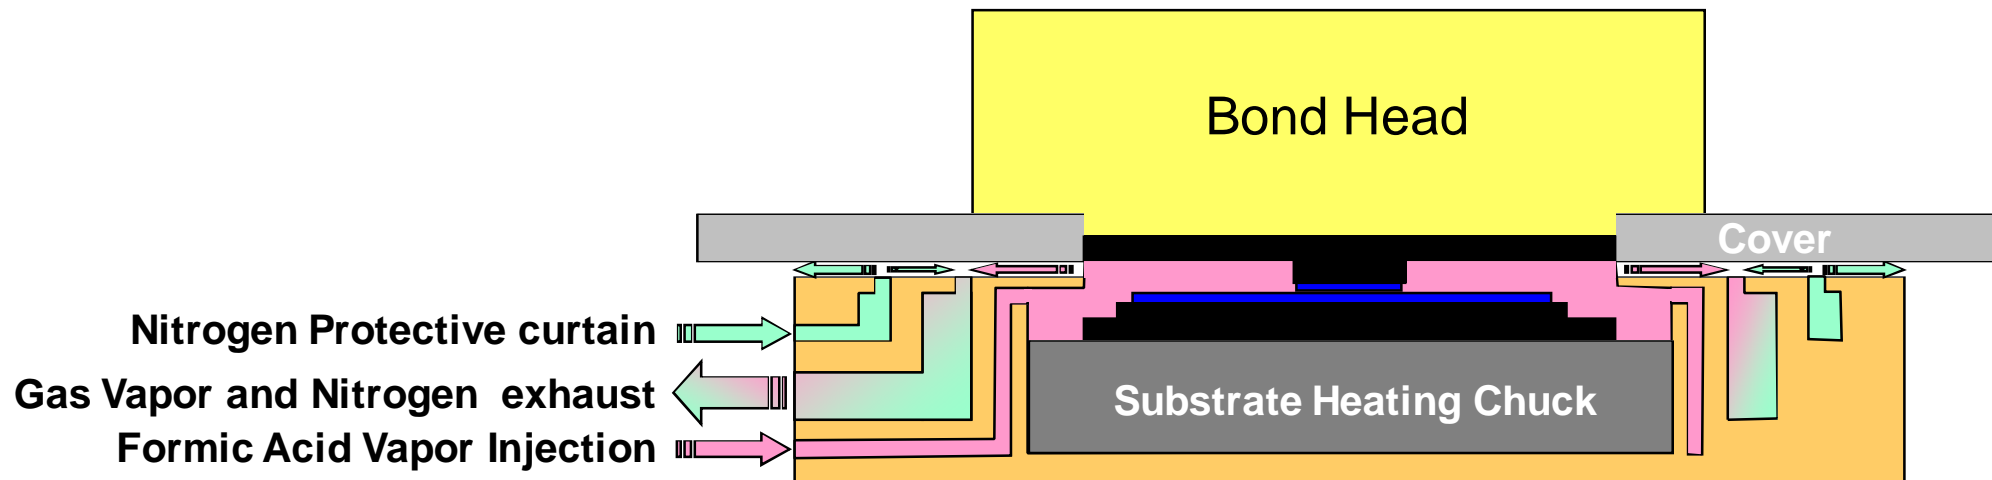 Bond Head
Cover
Nitrogen Protective curtain
Gas Vapor and Nitrogen exhaust
Substrate Heating Chuck
Formic Acid Vapor Injection